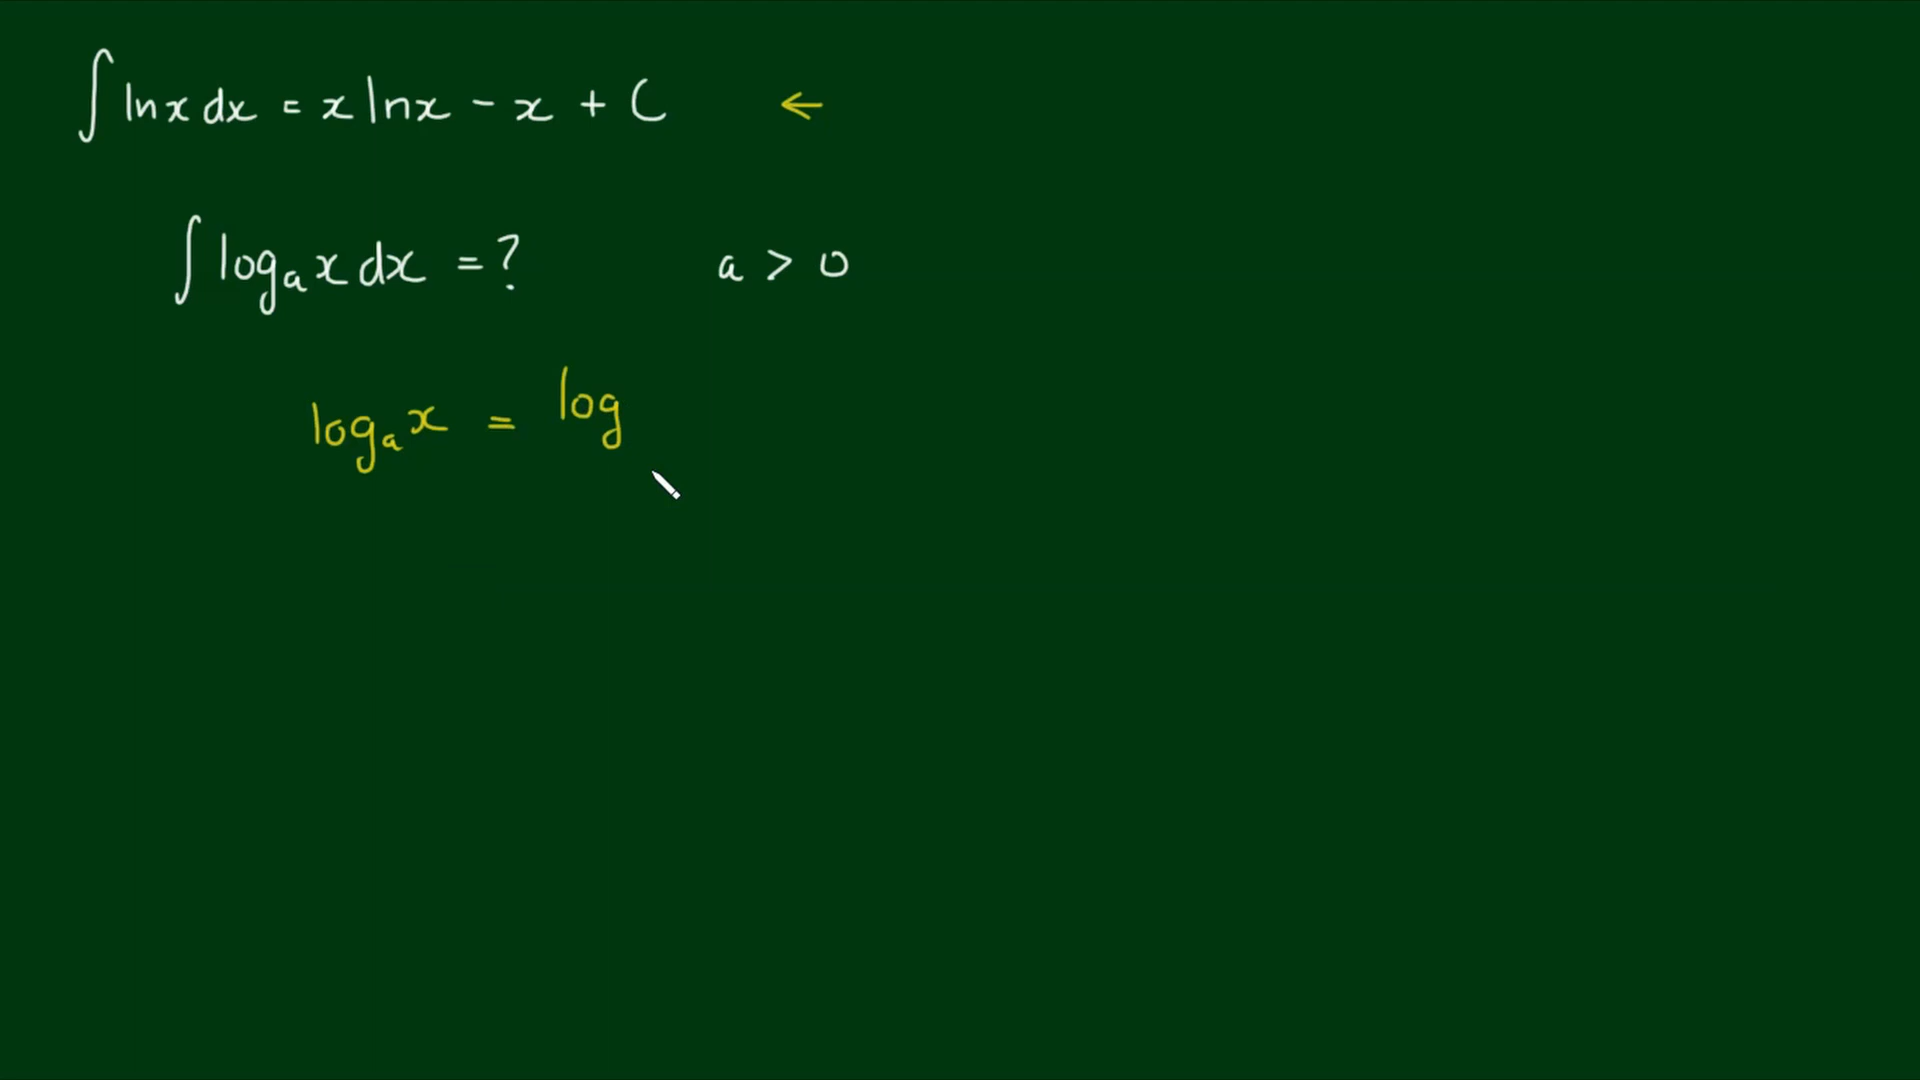 ∫ ln x dx = x ln x - x + C ←
∫ logₐ x dx = ? a > 0
logₐ x = log